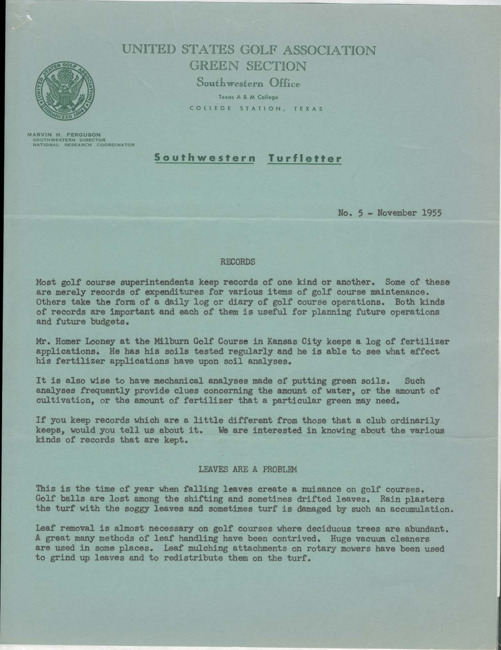 UNITED STATES GOLF ASSOCIATION
GREEN SECTION
Southwestern Office
Texas A & M College
COLLEGE STATION, TEXAS
MARVIN H. FERGUSON
SOUTHWESTERN DIRECTOR
NATIONAL RESEARCH COORDINATOR
Southwestern Turfletter
No. 5 - November 1955
RECORDS
Most golf course superintendents keep records of one kind or another. Some of these
are merely records of expenditures for various items of golf course maintenance.
Others take the form of a daily log or diary of golf course operations. Both kinds
of records are important and each of them is useful for planning future operations
and future budgets.
Mr. Homer Looney at the Milburn Golf Course in Kansas City keeps a log of fertilizer
applications. He has his soils tested regularly and he is able to see what effect
his fertilizer applications have upon soil analyses.
It is also wise to have mechanical analyses made of putting green soils. Such
analyses frequently provide clues concerning the amount of water, or the amount of
cultivation, or the amount of fertilizer that a particular green may need.
If you keep records which are a little different from those that a club ordinarily
keeps, would you tell us about it. We are interested in knowing about the various
kinds of records that are kept.
LEAVES ARE A PROBLEM
This is the time of year when falling leaves create a nuisance on golf courses.
Golf balls are lost among the shifting and sometimes drifted leaves. Rain plasters
the turf with the soggy leaves and sometimes turf is damaged by such an accumulation.
Leaf removal is almost necessary on golf courses where deciduous trees are abundant.
A great many methods of leaf handling have been contrived. Huge vacuum cleaners
are used in some places. Leaf mulching attachments on rotary mowers have been used
to grind up leaves and to redistribute them on the turf.